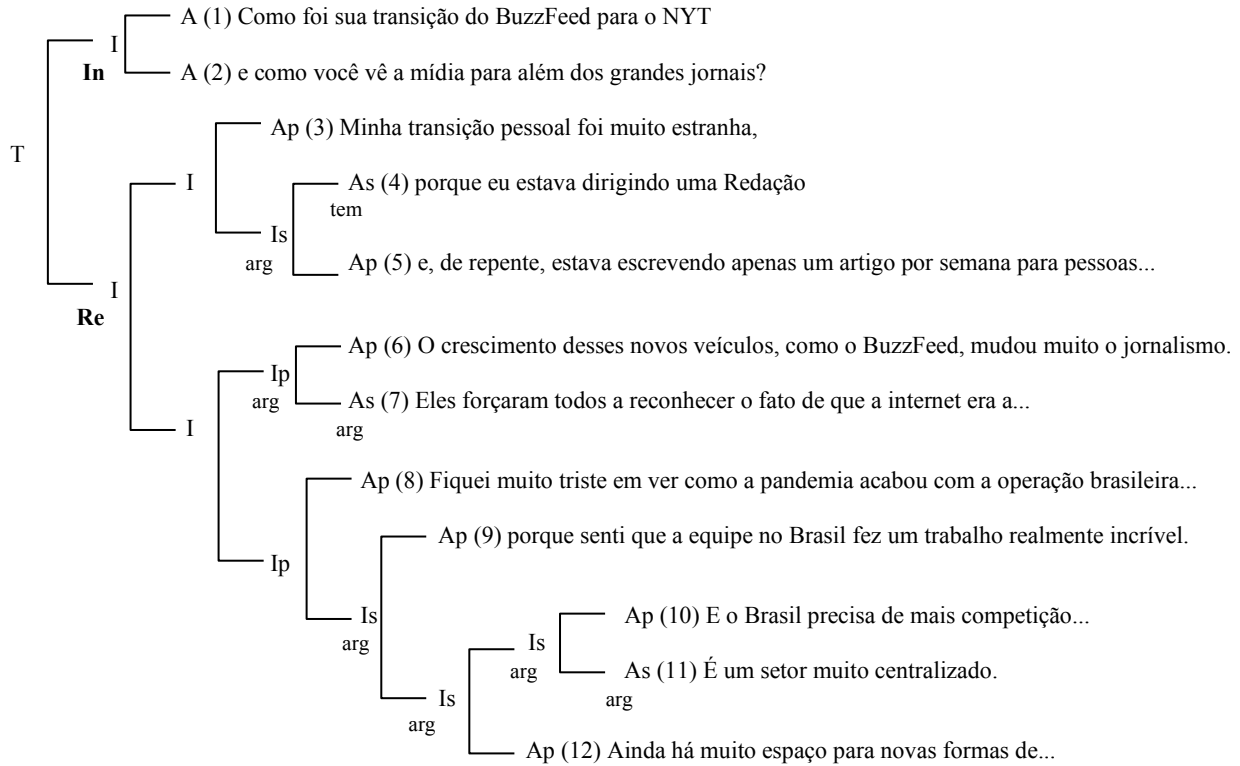 A (1) Como foi sua transição do BuzzFeed para o NYT
I
In
A (2) e como você vê a mídia para além dos grandes jornais?
Ap (3) Minha transição pessoal foi muito estranha,
T
I
As (4) porque eu estava dirigindo uma Redação
tem
Is
arg
Ap (5) e, de repente, estava escrevendo apenas um artigo por semana para pessoas...
I
Re
Ap (6) O crescimento desses novos veículos, como o BuzzFeed, mudou muito o jornalismo.
Ip
arg
As (7) Eles forçaram todos a reconhecer o fato de que a internet era a...
arg
I
Ap (8) Fiquei muito triste em ver como a pandemia acabou com a operação brasileira...
Ap (9) porque senti que a equipe no Brasil fez um trabalho realmente incrível.
Ip
Is
arg
Ap (10) E o Brasil precisa de mais competição...
Is
arg
As (11) É um setor muito centralizado.
arg
Is
arg
Ap (12) Ainda há muito espaço para novas formas de...